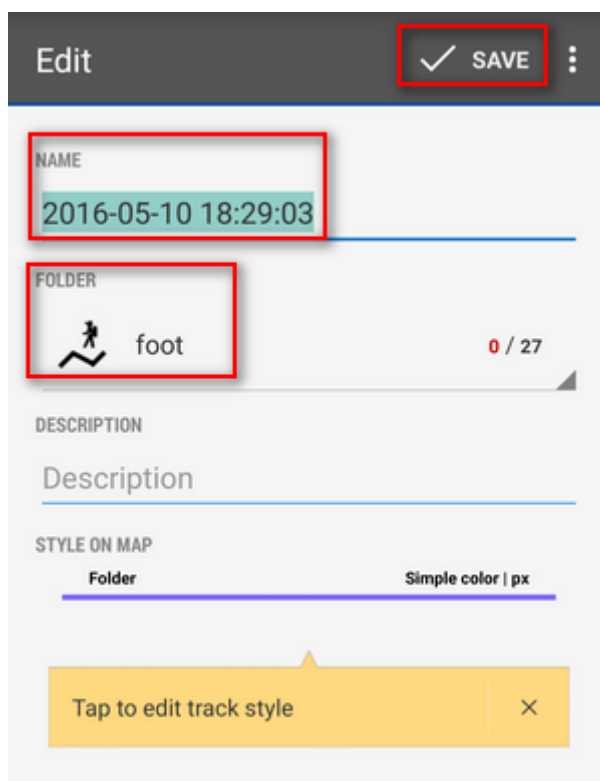 Edit
SAVE
NAME
2016-05-10 18:29:03
FOLDER
foot 0 / 27
DESCRIPTION
Description
STYLE ON MAP
Folder Simple color | px
Tap to edit track style